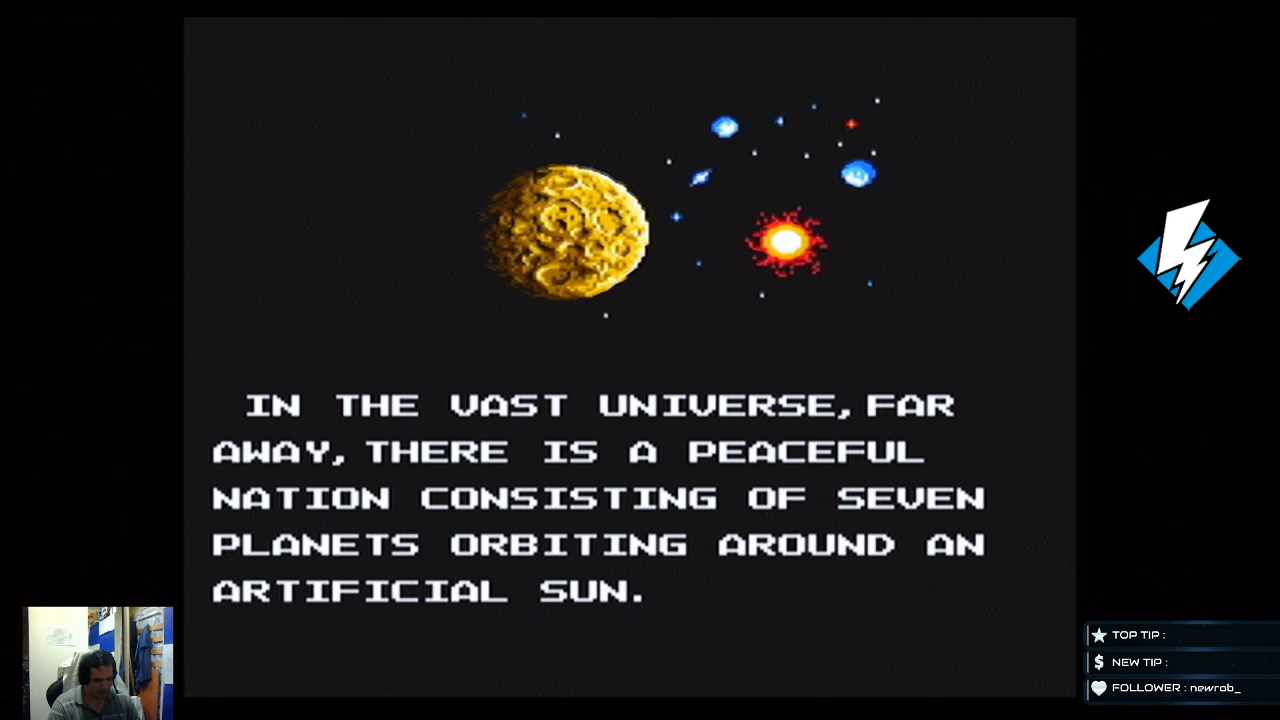 IN THE VAST UNIVERSE, FAR
AWAY, THERE IS A PEACEFUL
NATION CONSISTING OF SEVEN
PLANETS ORBITING AROUND AN
ARTIFICIAL SUN.
TOP TIP :
$ NEW TIP :
FOLLOWER : newrob_